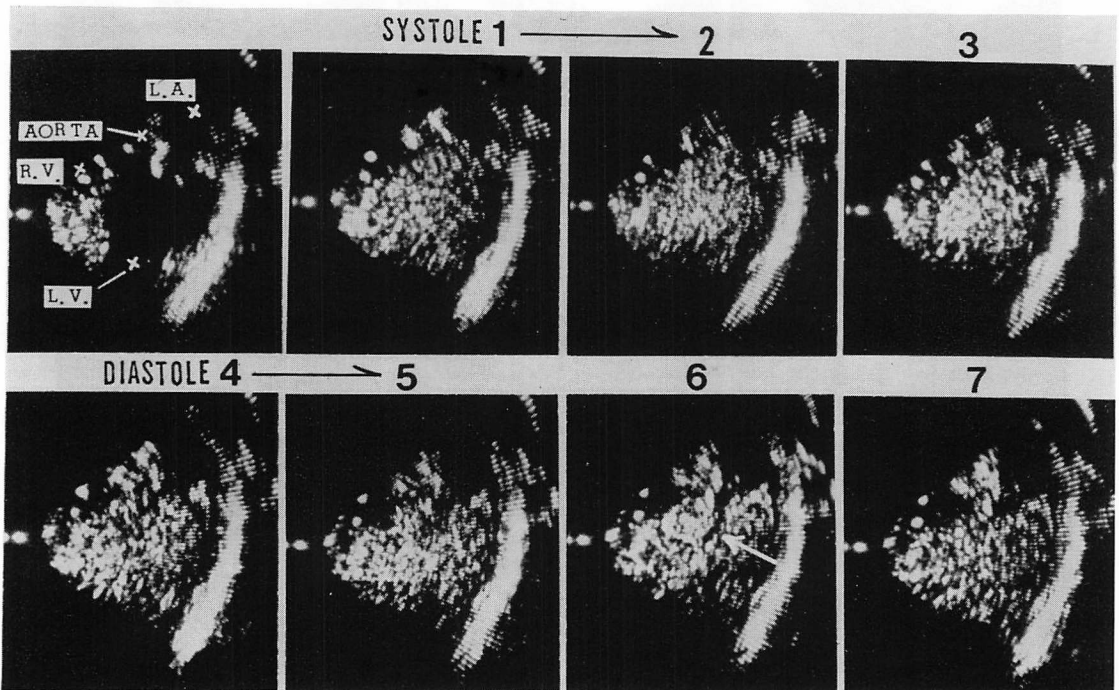 SYSTOLE 1 2 3
L.A.
AORTA
R.V.
L.V.
DIASTOLE 4 5 6 7